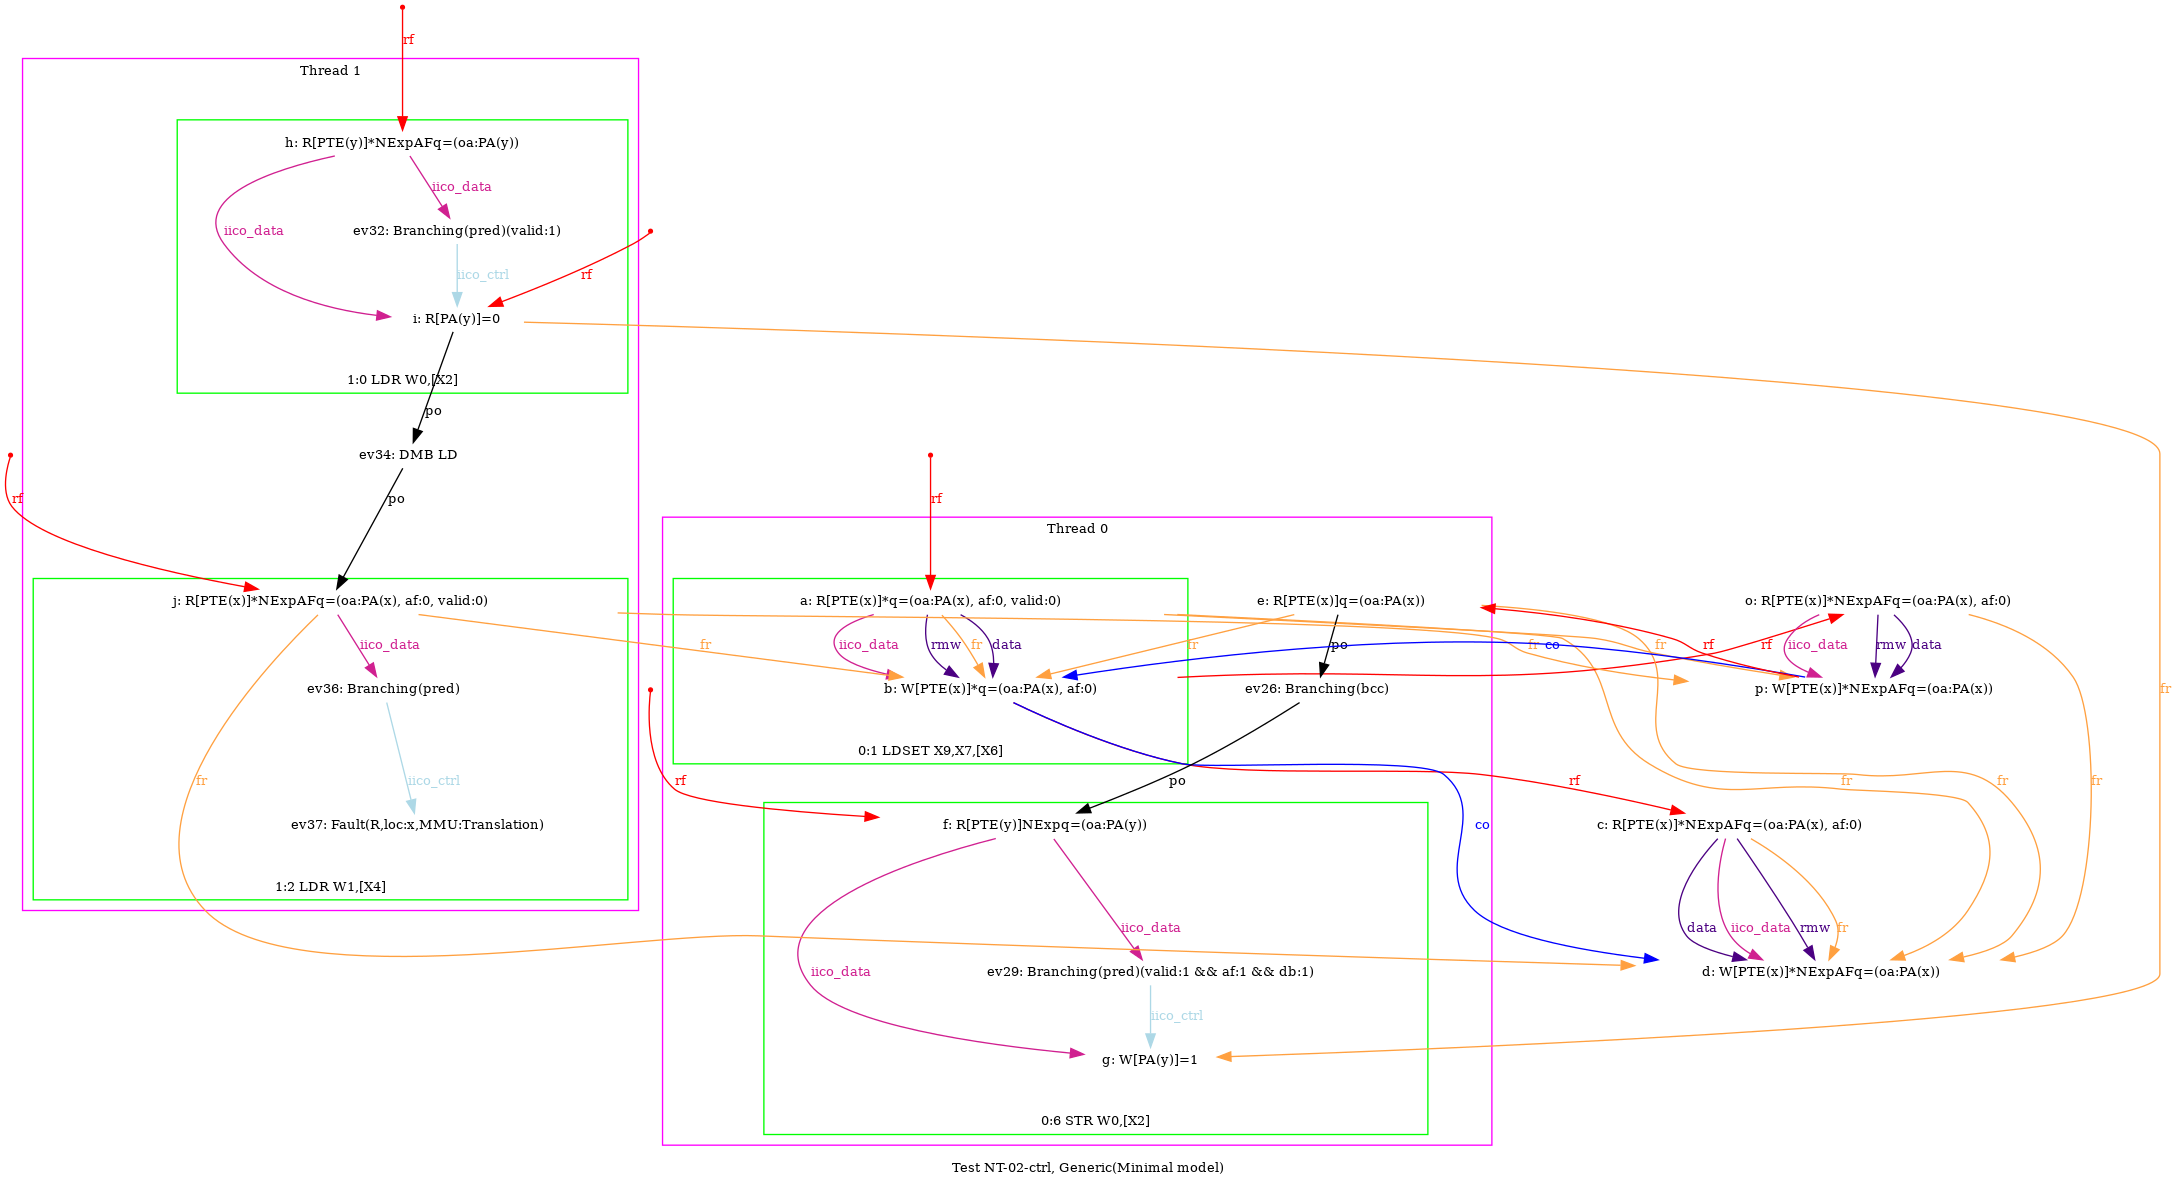 rf
Thread 1
h: R[PTE(y)]*NExpAFq=(oa:PA(y))
iico_data
iico_data
ev32: Branching(pred)(valid:1)
iico_ctrl
rf
i: R[PA(y)]=0
1:0 LDR W0,[X2]
po
ev34: DMB LD
rf
po
rf
Thread 0
j: R[PTE(x)]*NExpAFq=(oa:PA(x), af:0, valid:0)
a: R[PTE(x)]*q=(oa:PA(x), af:0, valid:0)
e: R[PTE(x)]q=(oa:PA(x))
o: R[PTE(x)]*NExpAFq=(oa:PA(x), af:0)
iico_data
fr
iico_data
rmw
fr
data
fr
po
fr
co
fr
rf
rf
iico_data
rmw
data
fr
ev36: Branching(pred)
b: W[PTE(x)]*q=(oa:PA(x), af:0)
ev26: Branching(bcc)
p: W[PTE(x)]*NExpAFq=(oa:PA(x))
0:1 LDSET X9,X7,[X6]
fr
iico_ctrl
rf
po
rf
fr
fr
fr
ev37: Fault(R,loc:x,MMU:Translation)
f: R[PTE(y)]NExpq=(oa:PA(y))
co
c: R[PTE(x)]*NExpAFq=(oa:PA(x), af:0)
1:2 LDR W1,[X4]
iico_data
data
iico_data
rmw
fr
iico_data
ev29: Branching(pred)(valid:1 && af:1 && db:1)
d: W[PTE(x)]*NExpAFq=(oa:PA(x))
iico_ctrl
g: W[PA(y)]=1
0:6 STR W0,[X2]
Test NT-02-ctrl, Generic(Minimal model)